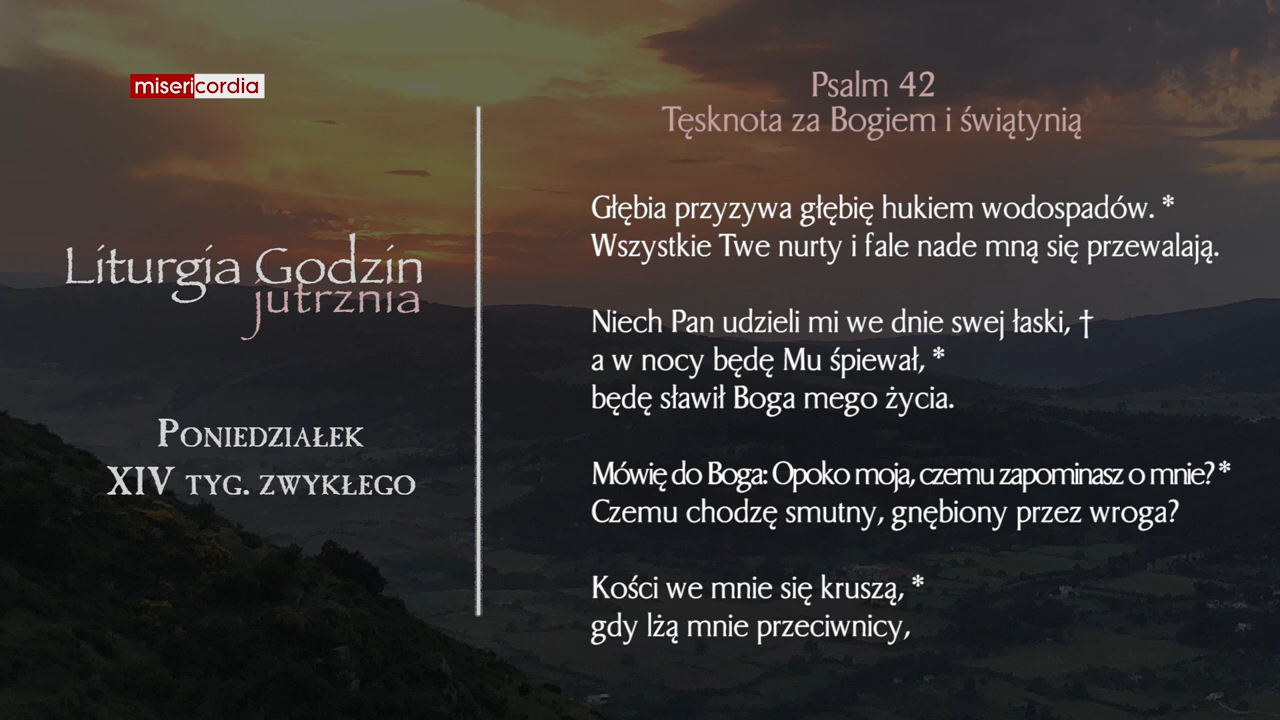 misericordia
Liturgia Godzin
jutrznia
Poniedziałek
XIV tyg. zwykłego
Psalm 42
Tęsknota za Bogiem i świątynią
Głębia przyzywa głębię hukiem wodospadów. *
Wszystkie Twe nurty i fale nade mną się przewalają.
Niech Pan udzieli mi we dnie swej łaski, †
a w nocy będę Mu śpiewał, *
będę sławił Boga mego życia.
Mówię do Boga: Opoko moja, czemu zapominasz o mnie? *
Czemu chodzę smutny, gnębiony przez wroga?
Kości we mnie się kruszą, *
gdy lżą mnie przeciwnicy,